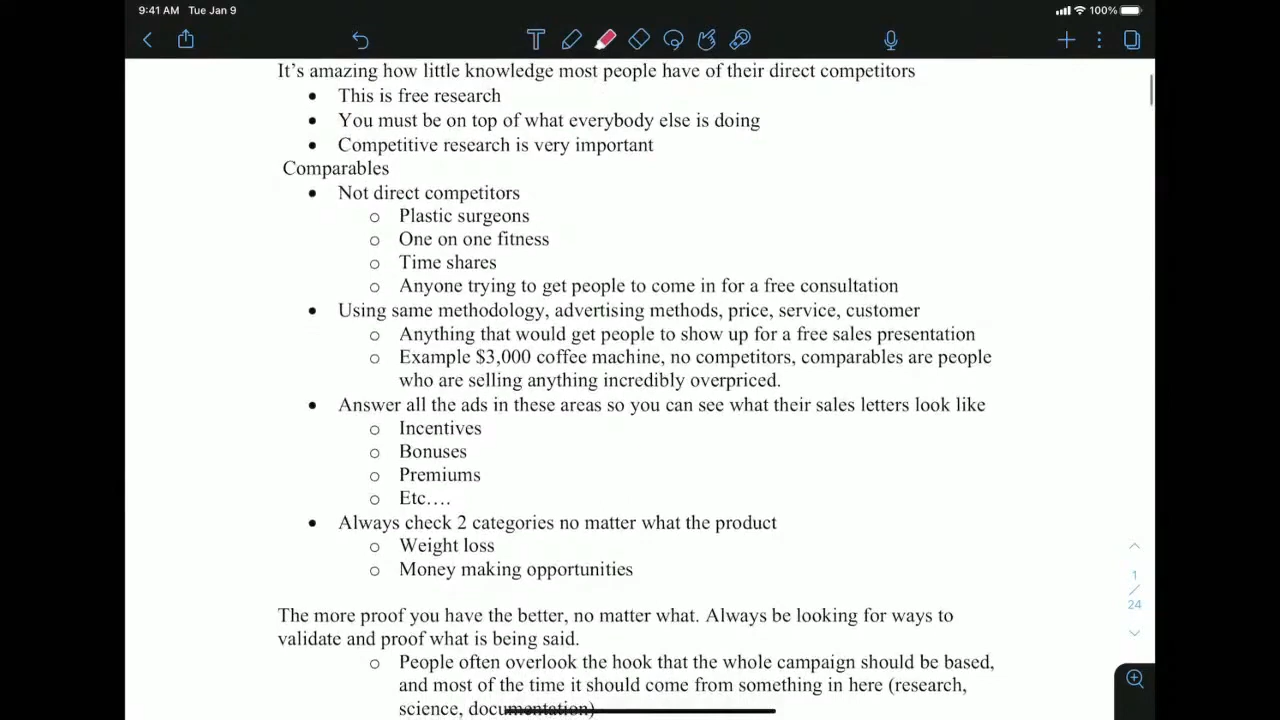 9:41 AM Tue Jan 9
100%
It's amazing how little knowledge most people have of their direct competitors
• This is free research
• You must be on top of what everybody else is doing
• Competitive research is very important
Comparables
• Not direct competitors
o Plastic surgeons
o One on one fitness
o Time shares
o Anyone trying to get people to come in for a free consultation
• Using same methodology, advertising methods, price, service, customer
o Anything that would get people to show up for a free sales presentation
o Example $3,000 coffee machine, no competitors, comparables are people
who are selling anything incredibly overpriced.
• Answer all the ads in these areas so you can see what their sales letters look like
o Incentives
o Bonuses
o Premiums
o Etc….
• Always check 2 categories no matter what the product
o Weight loss
o Money making opportunities
1
/
24
The more proof you have the better, no matter what. Always be looking for ways to
validate and proof what is being said.
o People often overlook the hook that the whole campaign should be based,
and most of the time it should come from something in here (research,
science, documentation)